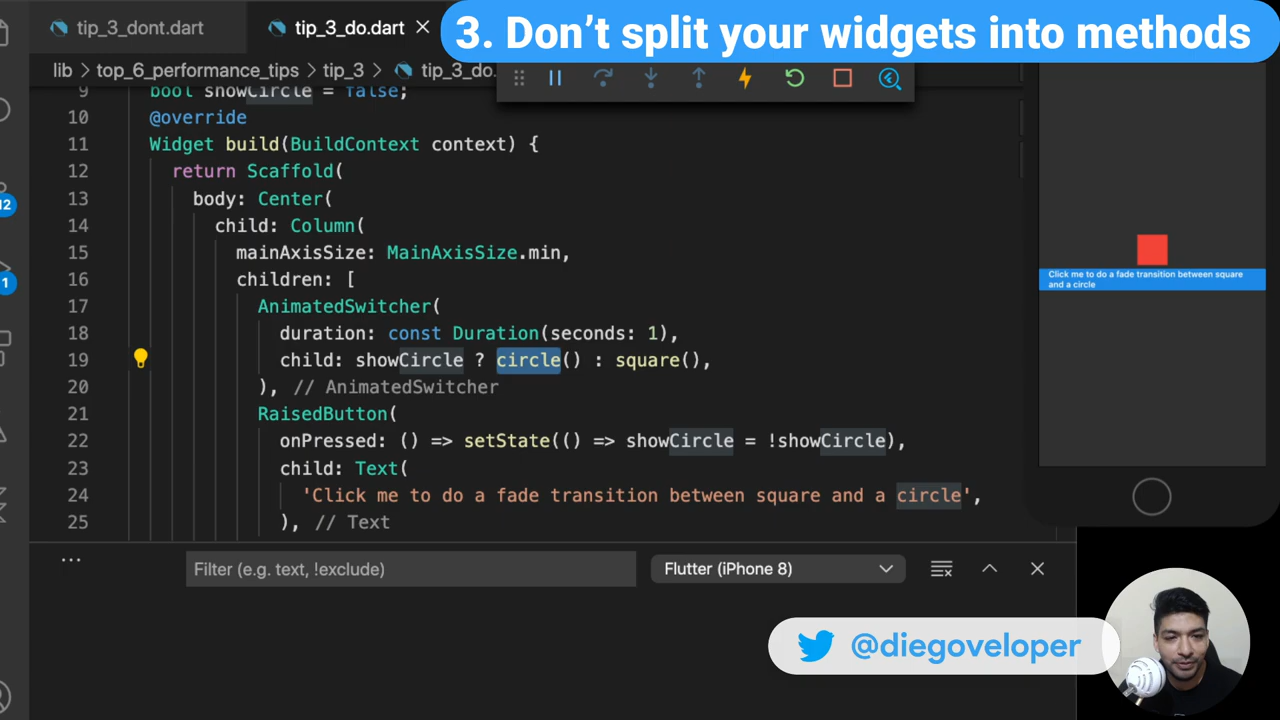 tip_3_dont.dart
tip_3_do.dart
3. Don’t split your widgets into methods
lib > top_6_performance_tips > tip_3 > tip_3_do.
9 bool showCircle = false;
10 @override
11 Widget build(BuildContext context) {
12 return Scaffold(
13 body: Center(
14 child: Column(
15 mainAxisSize: MainAxisSize.min,
16 children: [
17 AnimatedSwitcher(
18 duration: const Duration(seconds: 1),
19 child: showCircle ? circle() : square(),
20 ), // AnimatedSwitcher
21 RaisedButton(
22 onPressed: () => setState(() => showCircle = !showCircle),
23 child: Text(
24 'Click me to do a fade transition between square and a circle',
25 ), // Text
12
1
Click me to do a fade transition between square
and a circle
...
Filter (e.g. text, !exclude)
Flutter (iPhone 8)
@diegoveloper